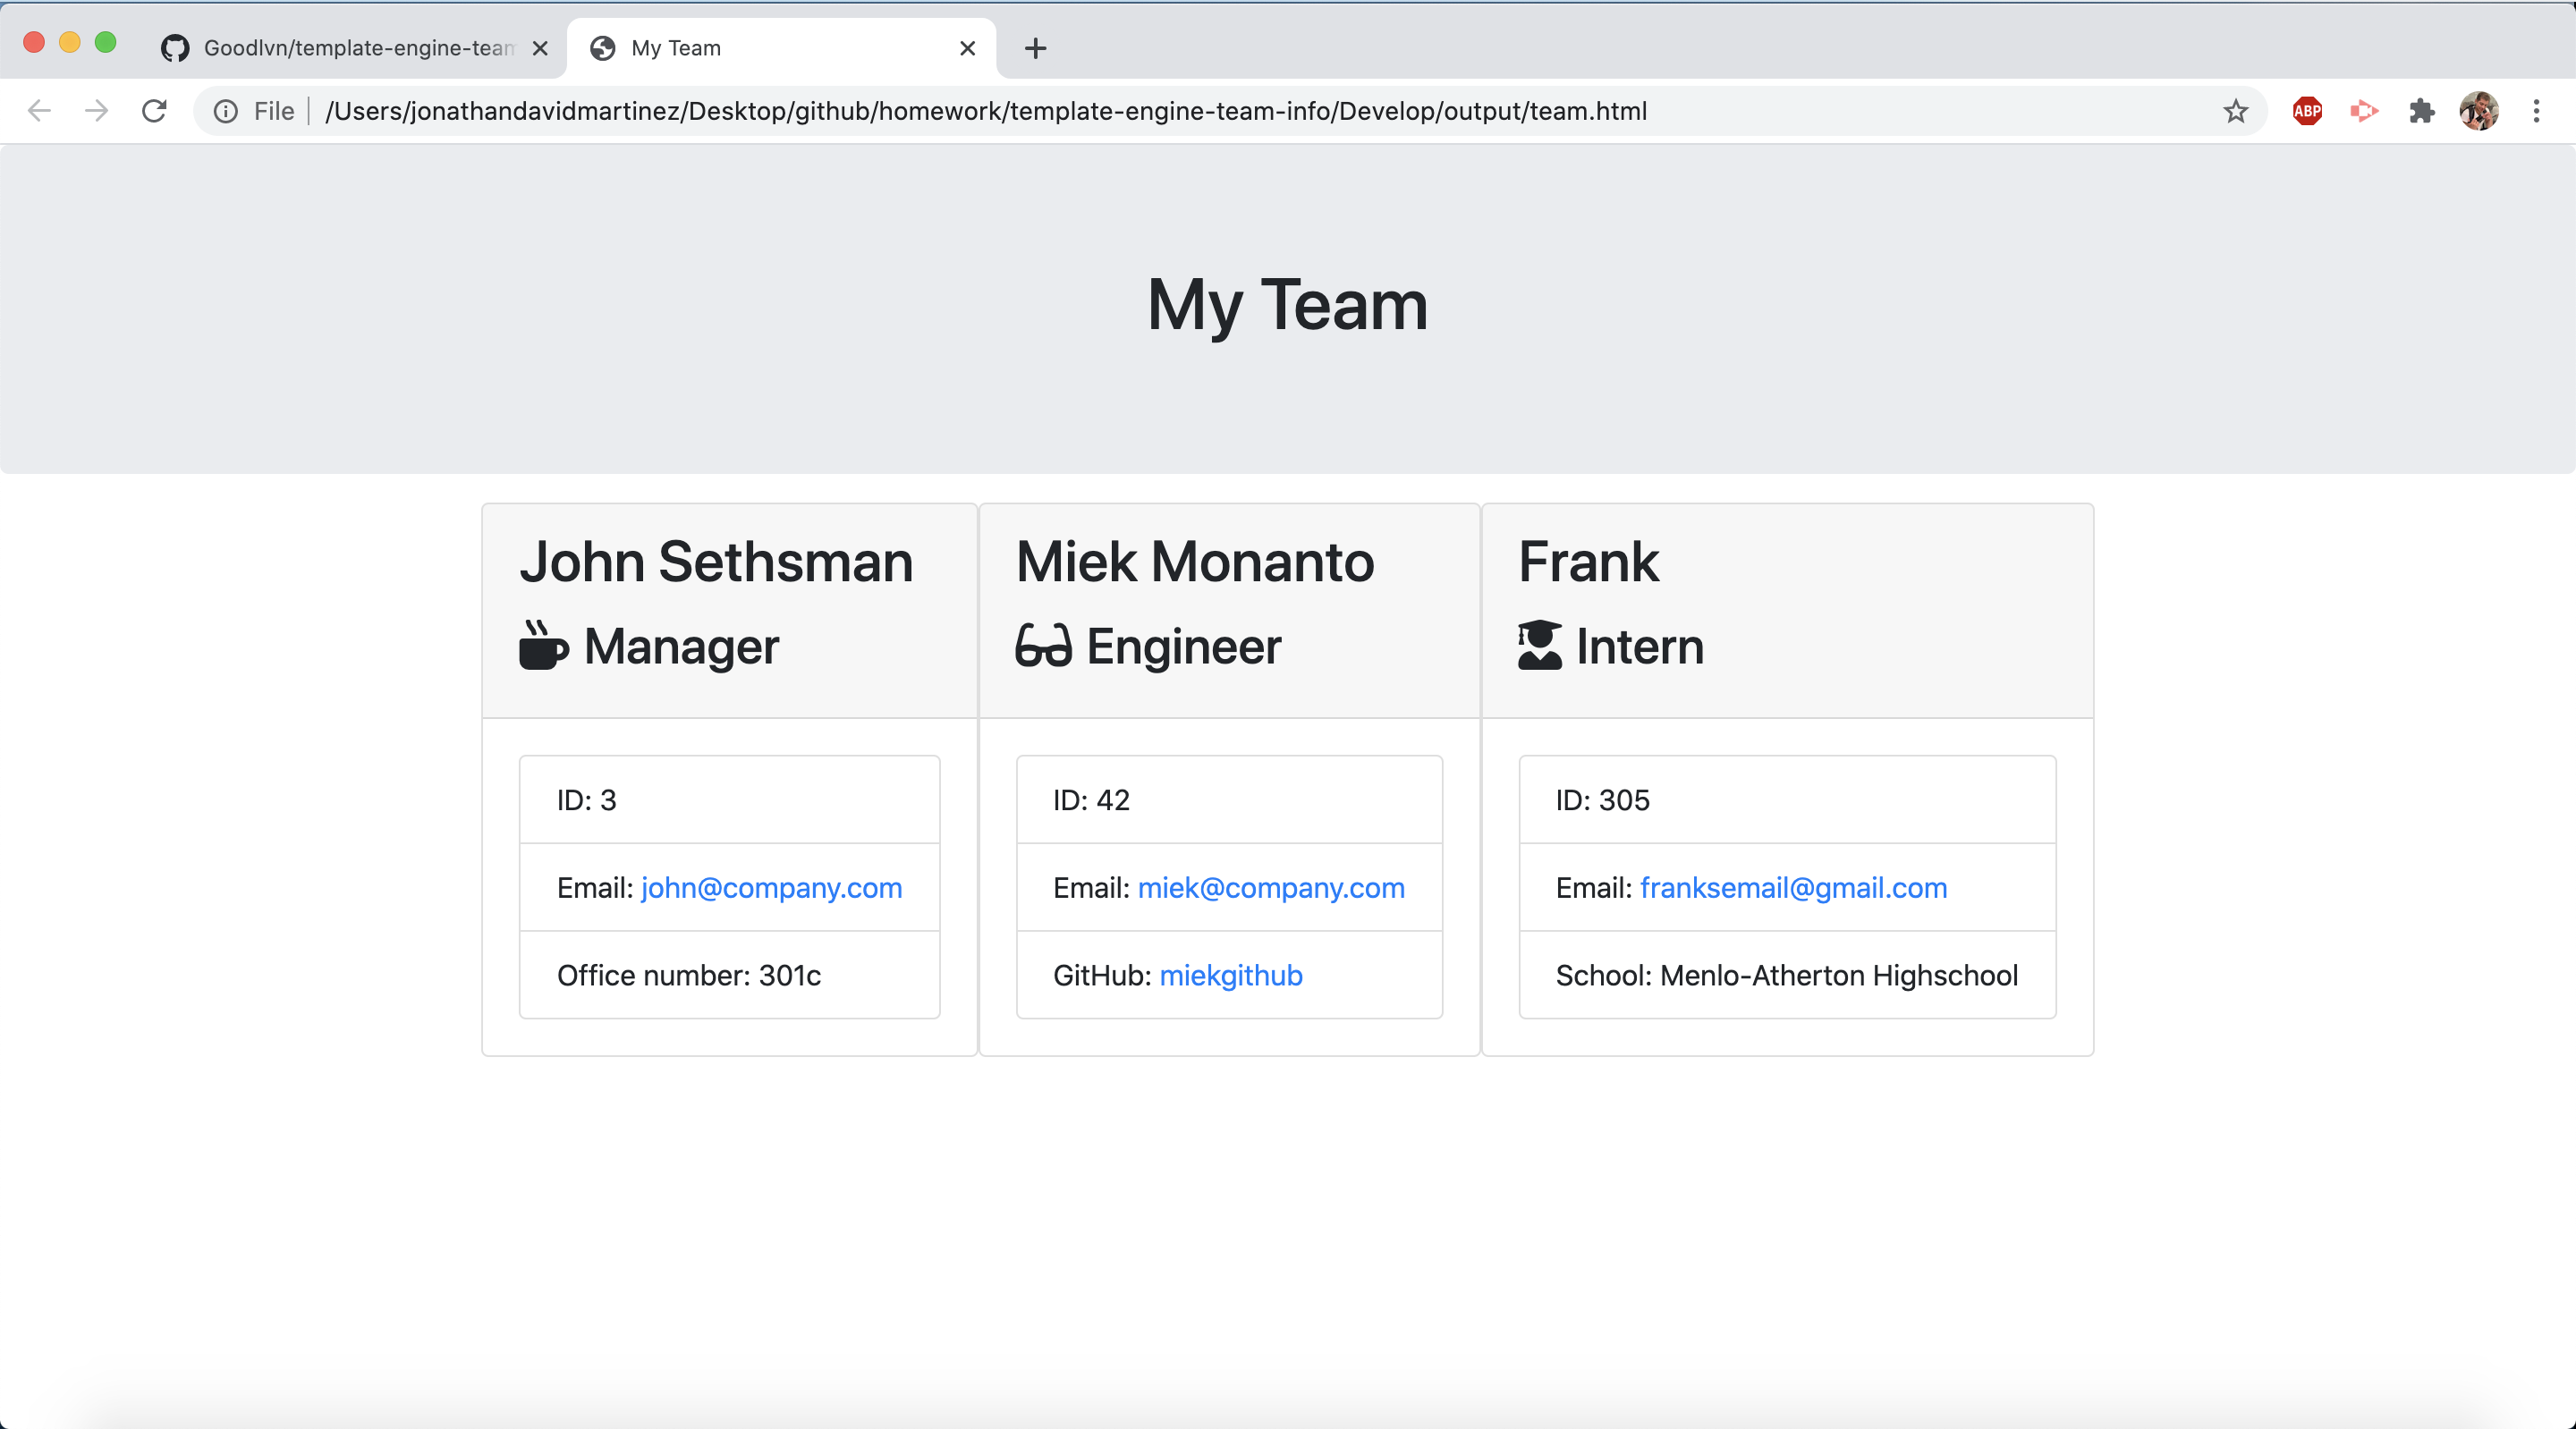 Goodlvn/template-engine-team
My Team
File
/Users/jonathandavidmartinez/Desktop/github/homework/template-engine-team-info/Develop/output/team.html
ABP
My Team
John Sethsman
Manager
ID: 3
Email: john@company.com
Office number: 301c
Miek Monanto
Engineer
ID: 42
Email: miek@company.com
GitHub: miekgithub
Frank
Intern
ID: 305
Email: franksemail@gmail.com
School: Menlo-Atherton Highschool